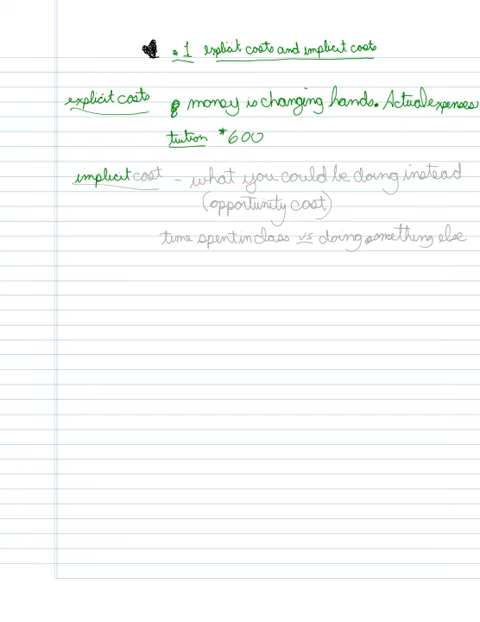 .1 explicit costs and implicit costs
explicit costs money is changing hands. Actual expenses
tution $600
implicit cost - what you could be doing instead
(opportunity cost)
time spent in class vs doing something else